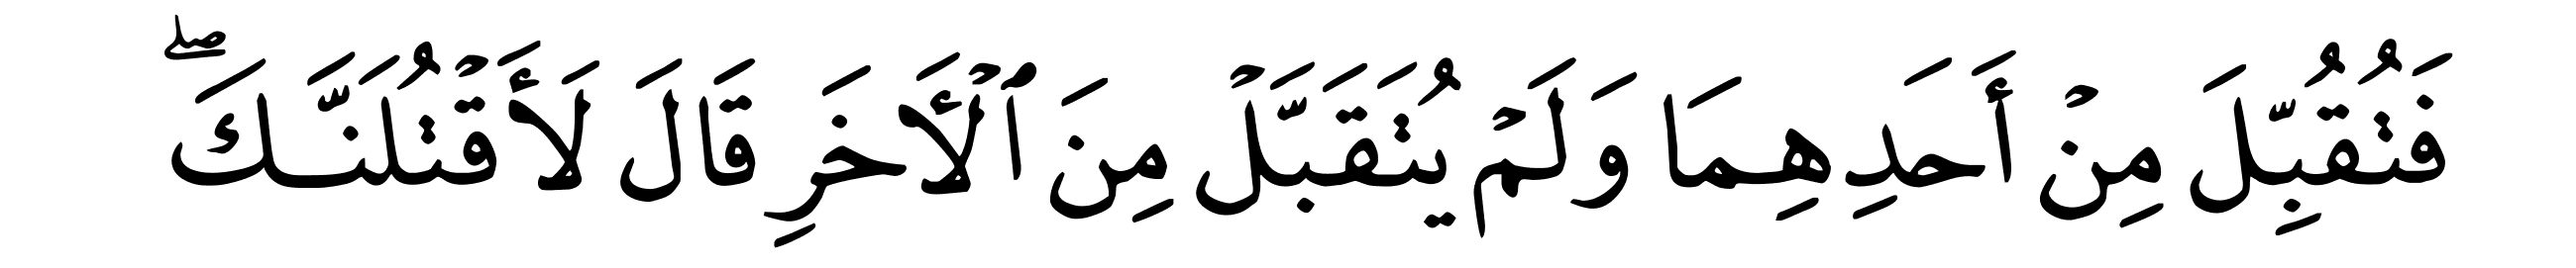 فَتُقُبِّلَ مِنۡ أَحَدِهِمَا وَلَمۡ يُتَقَبَّلۡ مِنَ ٱلۡأَخَرِ قَالَ لَأَقۡتُلَنَّكَۖ